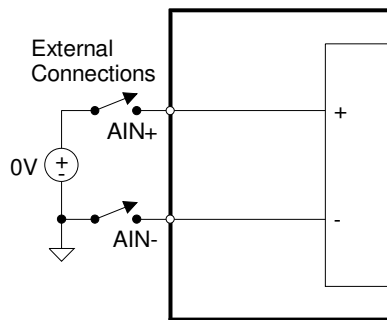 External
Connections
AIN+
+
0V
+
-
AIN-
-